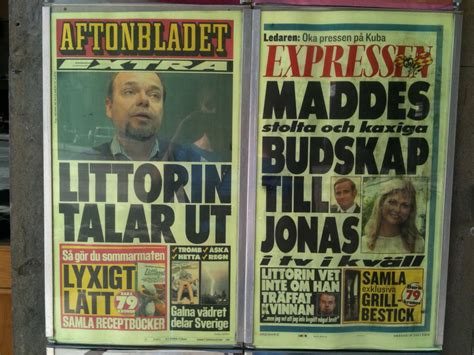 AFTONBLADET
EXTRA
LITTORIN
TALAR UT
Så gör du sommarmaten
LYXIGT
LÄTT
79
SAMLA RECEPTBÖCKER
✓ TROMB ✓ ÅSKA
✓ HETTA ✓ REGN
Galna vädret
delar Sverige
Ledaren: Öka pressen på Kuba
EXPRESSEN
MADDES
stolta och kaxiga
BUDSKAP
TILL
JONAS
i tv i kväll
LITTORIN VET
INTE OM HAN
TRÄFFAT
KVINNAN
SAMLA
exklusiva
GRILL-
BESTICK
Bara
79